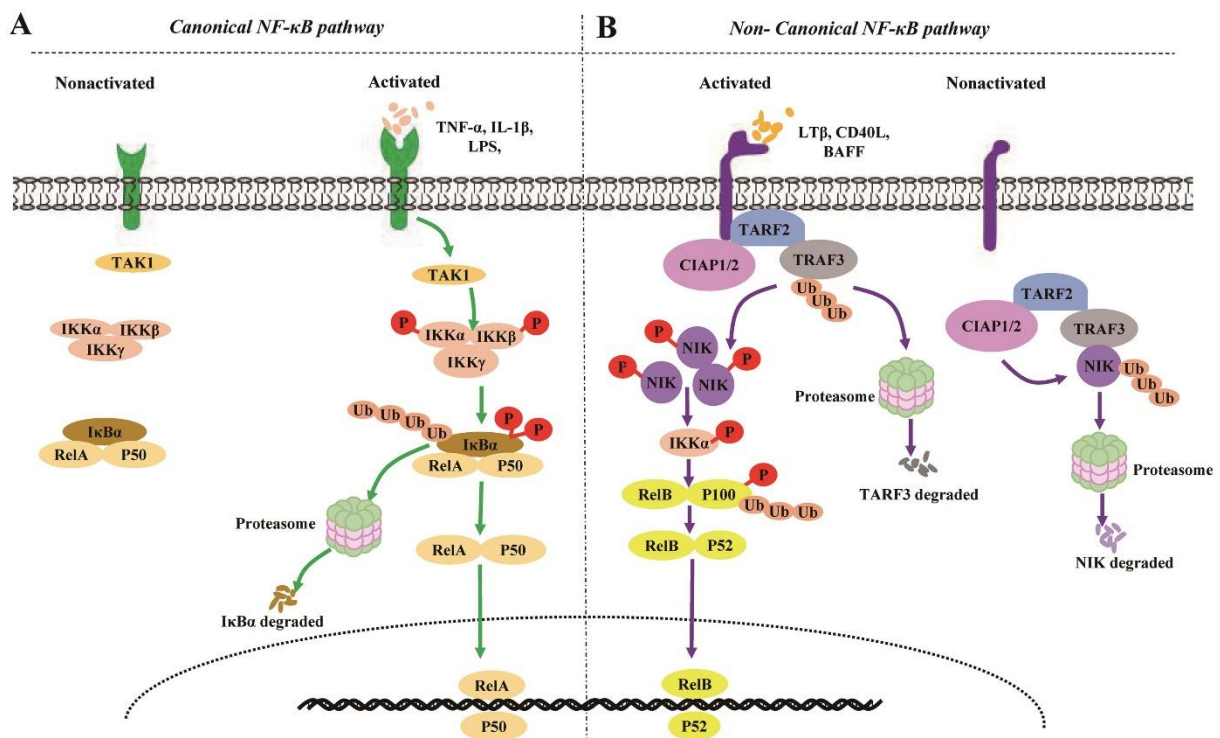 A
Canonical NF-κB pathway
Nonactivated
Activated
TNF-α, IL-1β,
LPS,
TAK1
TAK1
IKKα
IKKβ
IKKγ
P
P
IKKα
IKKβ
IKKγ
IκBα
RelA
P50
Ub
Ub
Ub
Ub
P
P
IκBα
RelA
P50
Proteasome
RelA
P50
IκBα degraded
RelA
P50
B
Non- Canonical NF-κB pathway
Activated
Nonactivated
LTβ, CD40L,
BAFF
TARF2
CIAP1/2
TRAF3
Ub
Ub
Ub
P
NIK
P
P
NIK
NIK
Proteasome
TARF3 degraded
IKKα
P
P
RelB
P100
Ub
Ub
Ub
RelB
P52
RelB
P52
TARF2
CIAP1/2
TRAF3
NIK
Ub
Ub
Ub
Proteasome
NIK degraded